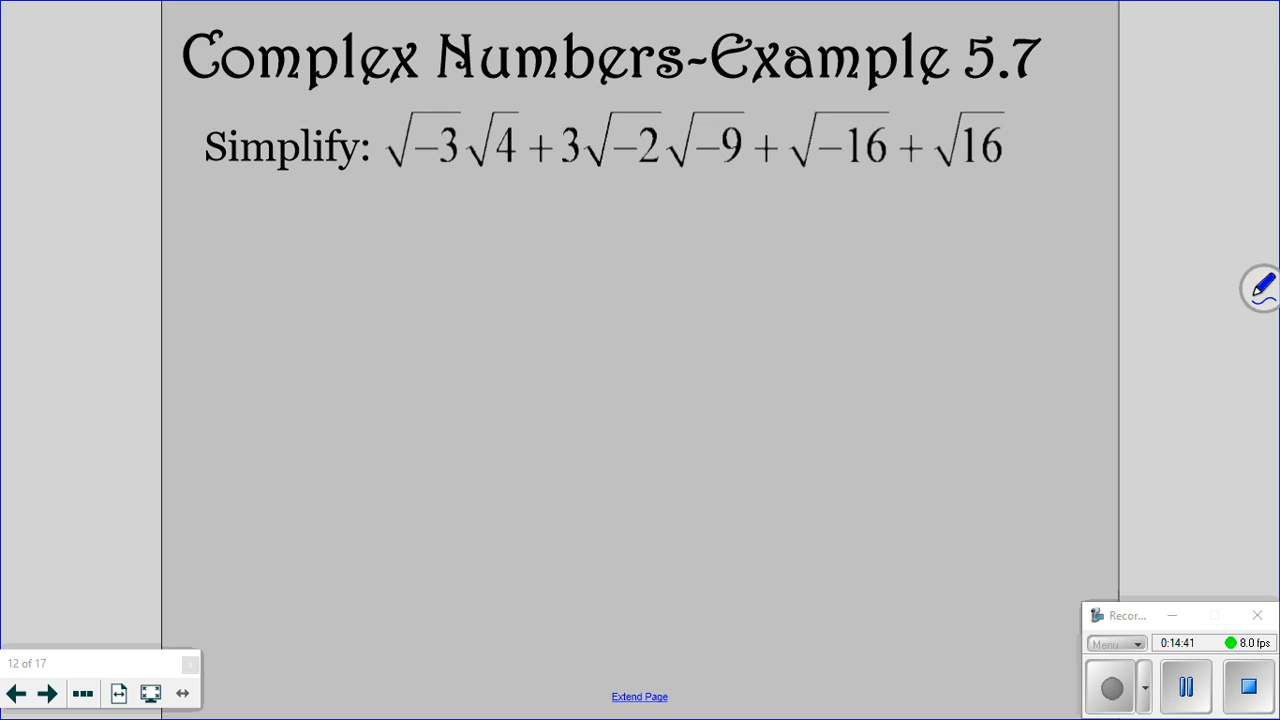 Complex Numbers-Example 5.7
Simplify: √-3√4 + 3√-2√-9 + √-16 + √16
Recor...
Menu
0:14:41
8.0 fps
12 of 17
x
Extend Page